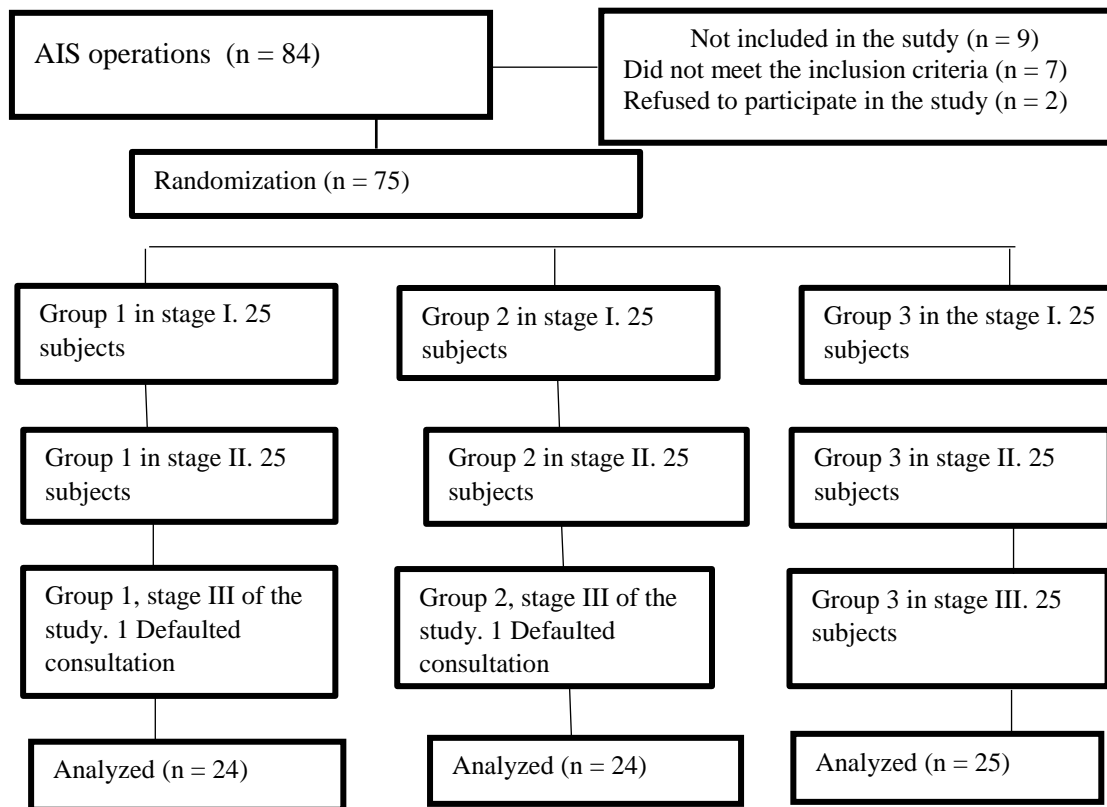 AIS operations (n = 84)
Not included in the sutdy (n = 9)
Did not meet the inclusion criteria (n = 7)
Refused to participate in the study (n = 2)
Randomization (n = 75)
Group 1 in stage I. 25
subjects
Group 2 in stage I. 25
subjects
Group 3 in the stage I. 25
subjects
Group 1 in stage II. 25
subjects
Group 2 in stage II. 25
subjects
Group 3 in stage II. 25
subjects
Group 1, stage III of the
study. 1 Defaulted
consultation
Group 2, stage III of the
study. 1 Defaulted
consultation
Group 3 in stage III. 25
subjects
Analyzed (n = 24)
Analyzed (n = 24)
Analyzed (n = 25)